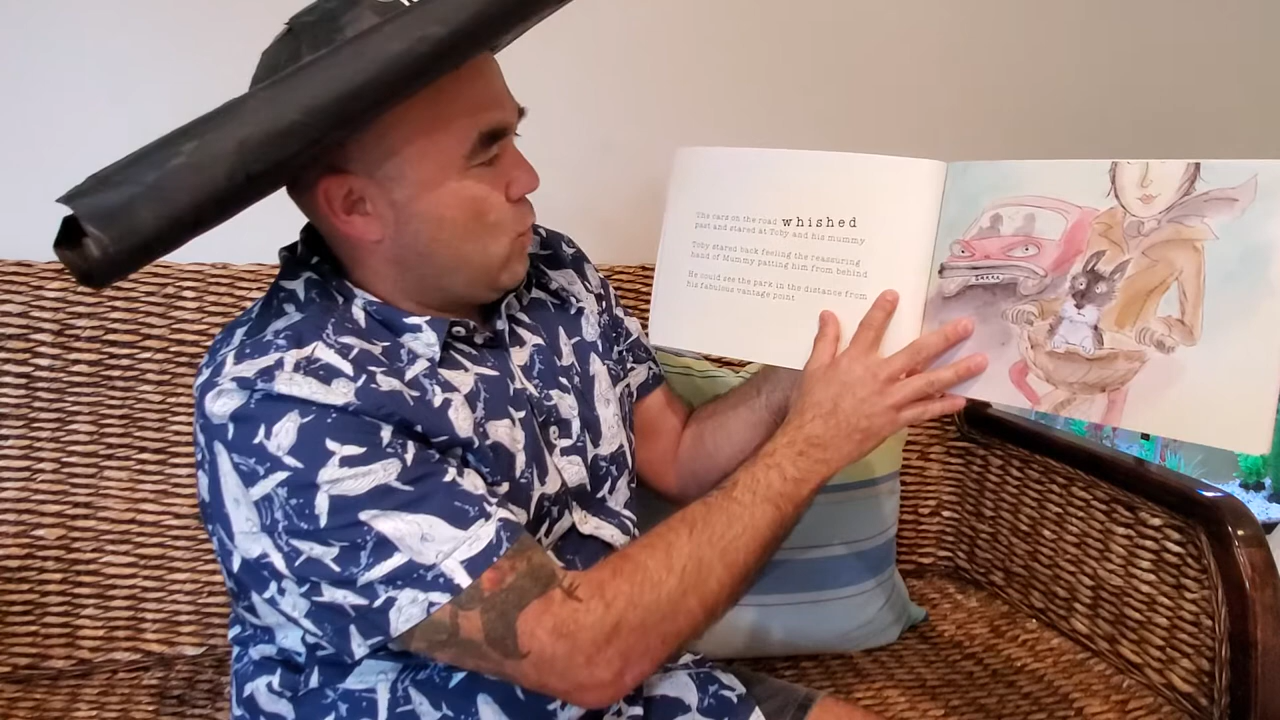 The cars on the road whished
past and stared at Toby and his mummy
Toby stared back feeling the reassuring
hand of Mummy patting him from behind
He could see the park in the distance from
his fabulous vantage point